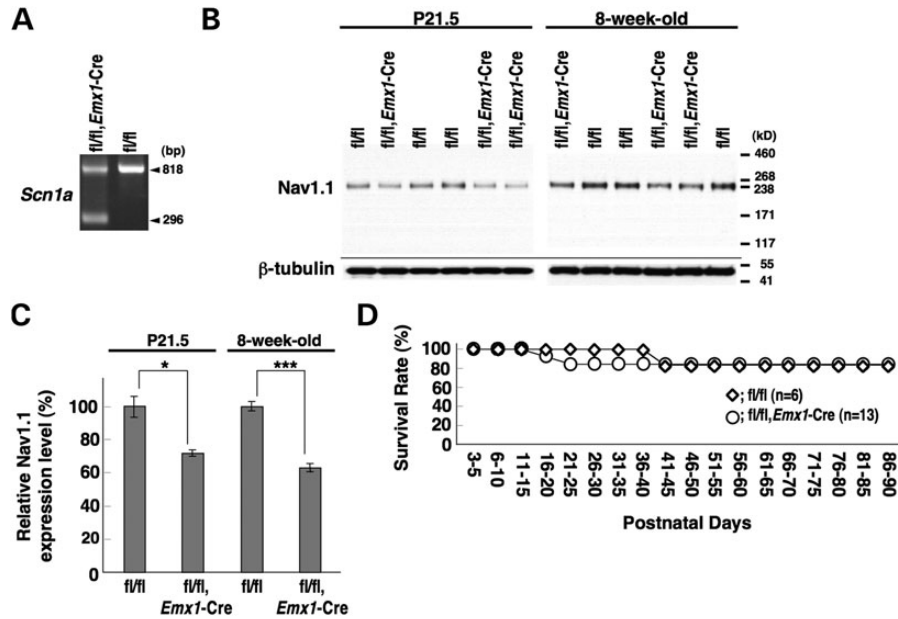 A
fl/fl,Emx1-Cre
fl/fl
(bp)
818
Scn1a
296
B
P21.5
8-week-old
fl/fl
fl/fl,Emx1-Cre
fl/fl
fl/fl
fl/fl,Emx1-Cre
fl/fl,Emx1-Cre
fl/fl,Emx1-Cre
fl/fl
fl/fl
fl/fl,Emx1-Cre
fl/fl,Emx1-Cre
fl/fl
(kD)
460
Nav1.1
268
238
171
117
β-tubulin
55
41
C
P21.5
8-week-old
*
***
Relative Nav1.1
expression level (%)
100
80
60
40
20
0
fl/fl
fl/fl,
Emx1-Cre
fl/fl
fl/fl,
Emx1-Cre
D
Survival Rate (%)
100
80
60
40
20
0
; fl/fl (n=6)
; fl/fl,Emx1-Cre (n=13)
3-5
6-10
11-15
16-20
21-25
26-30
31-35
36-40
41-45
46-50
51-55
56-60
61-65
66-70
71-75
76-80
81-85
86-90
Postnatal Days